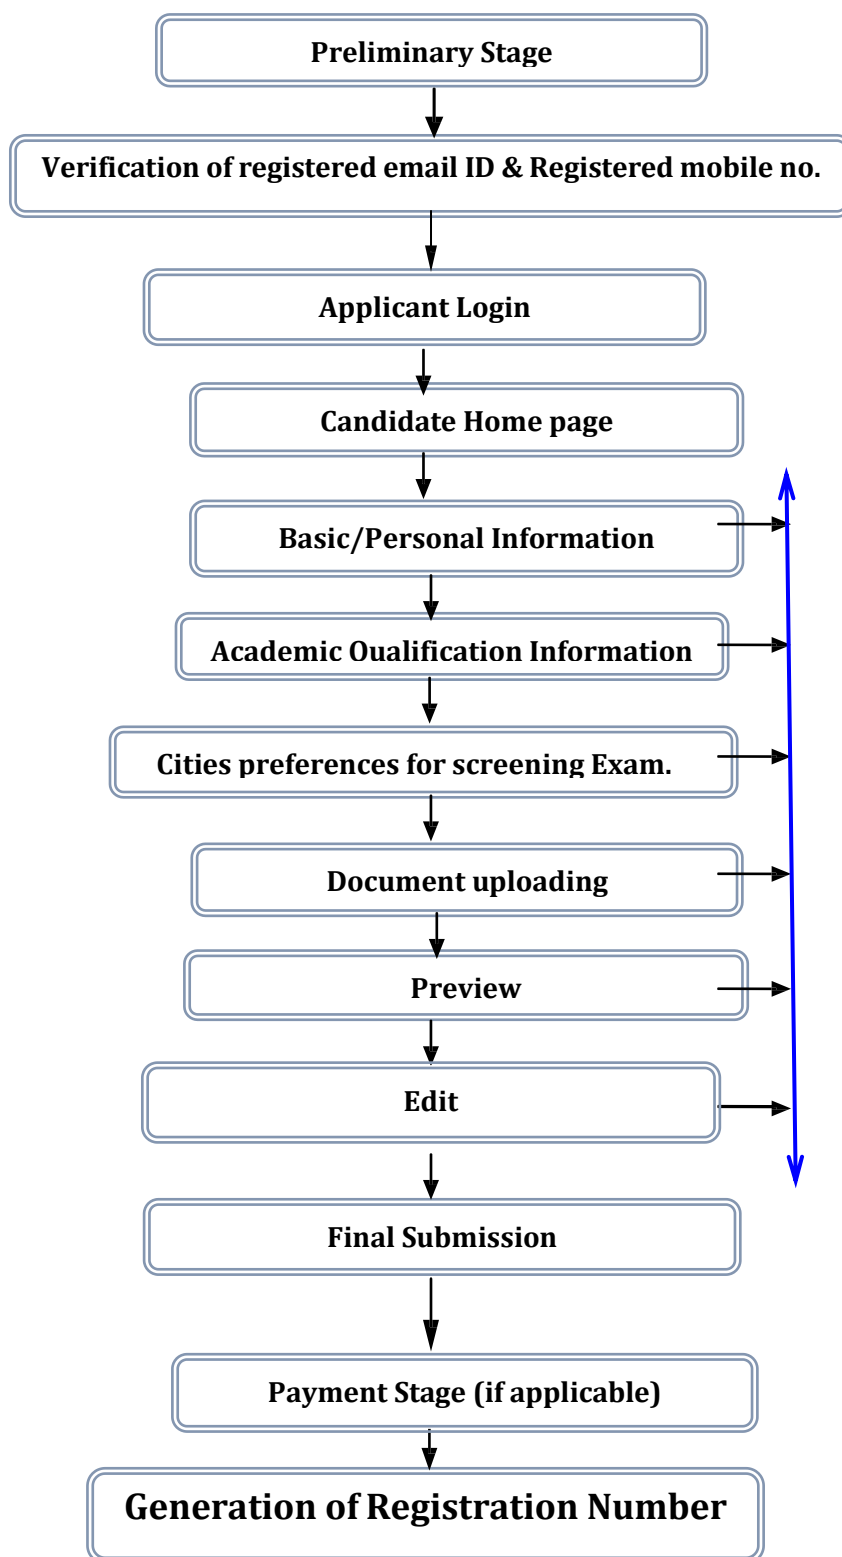 Preliminary Stage
Verification of registered email ID & Registered mobile no.
Applicant Login
Candidate Home page
Basic/Personal Information
Academic Qualification Information
Cities preferences for screening Exam.
Document uploading
Preview
Edit
Final Submission
Payment Stage (if applicable)
Generation of Registration Number